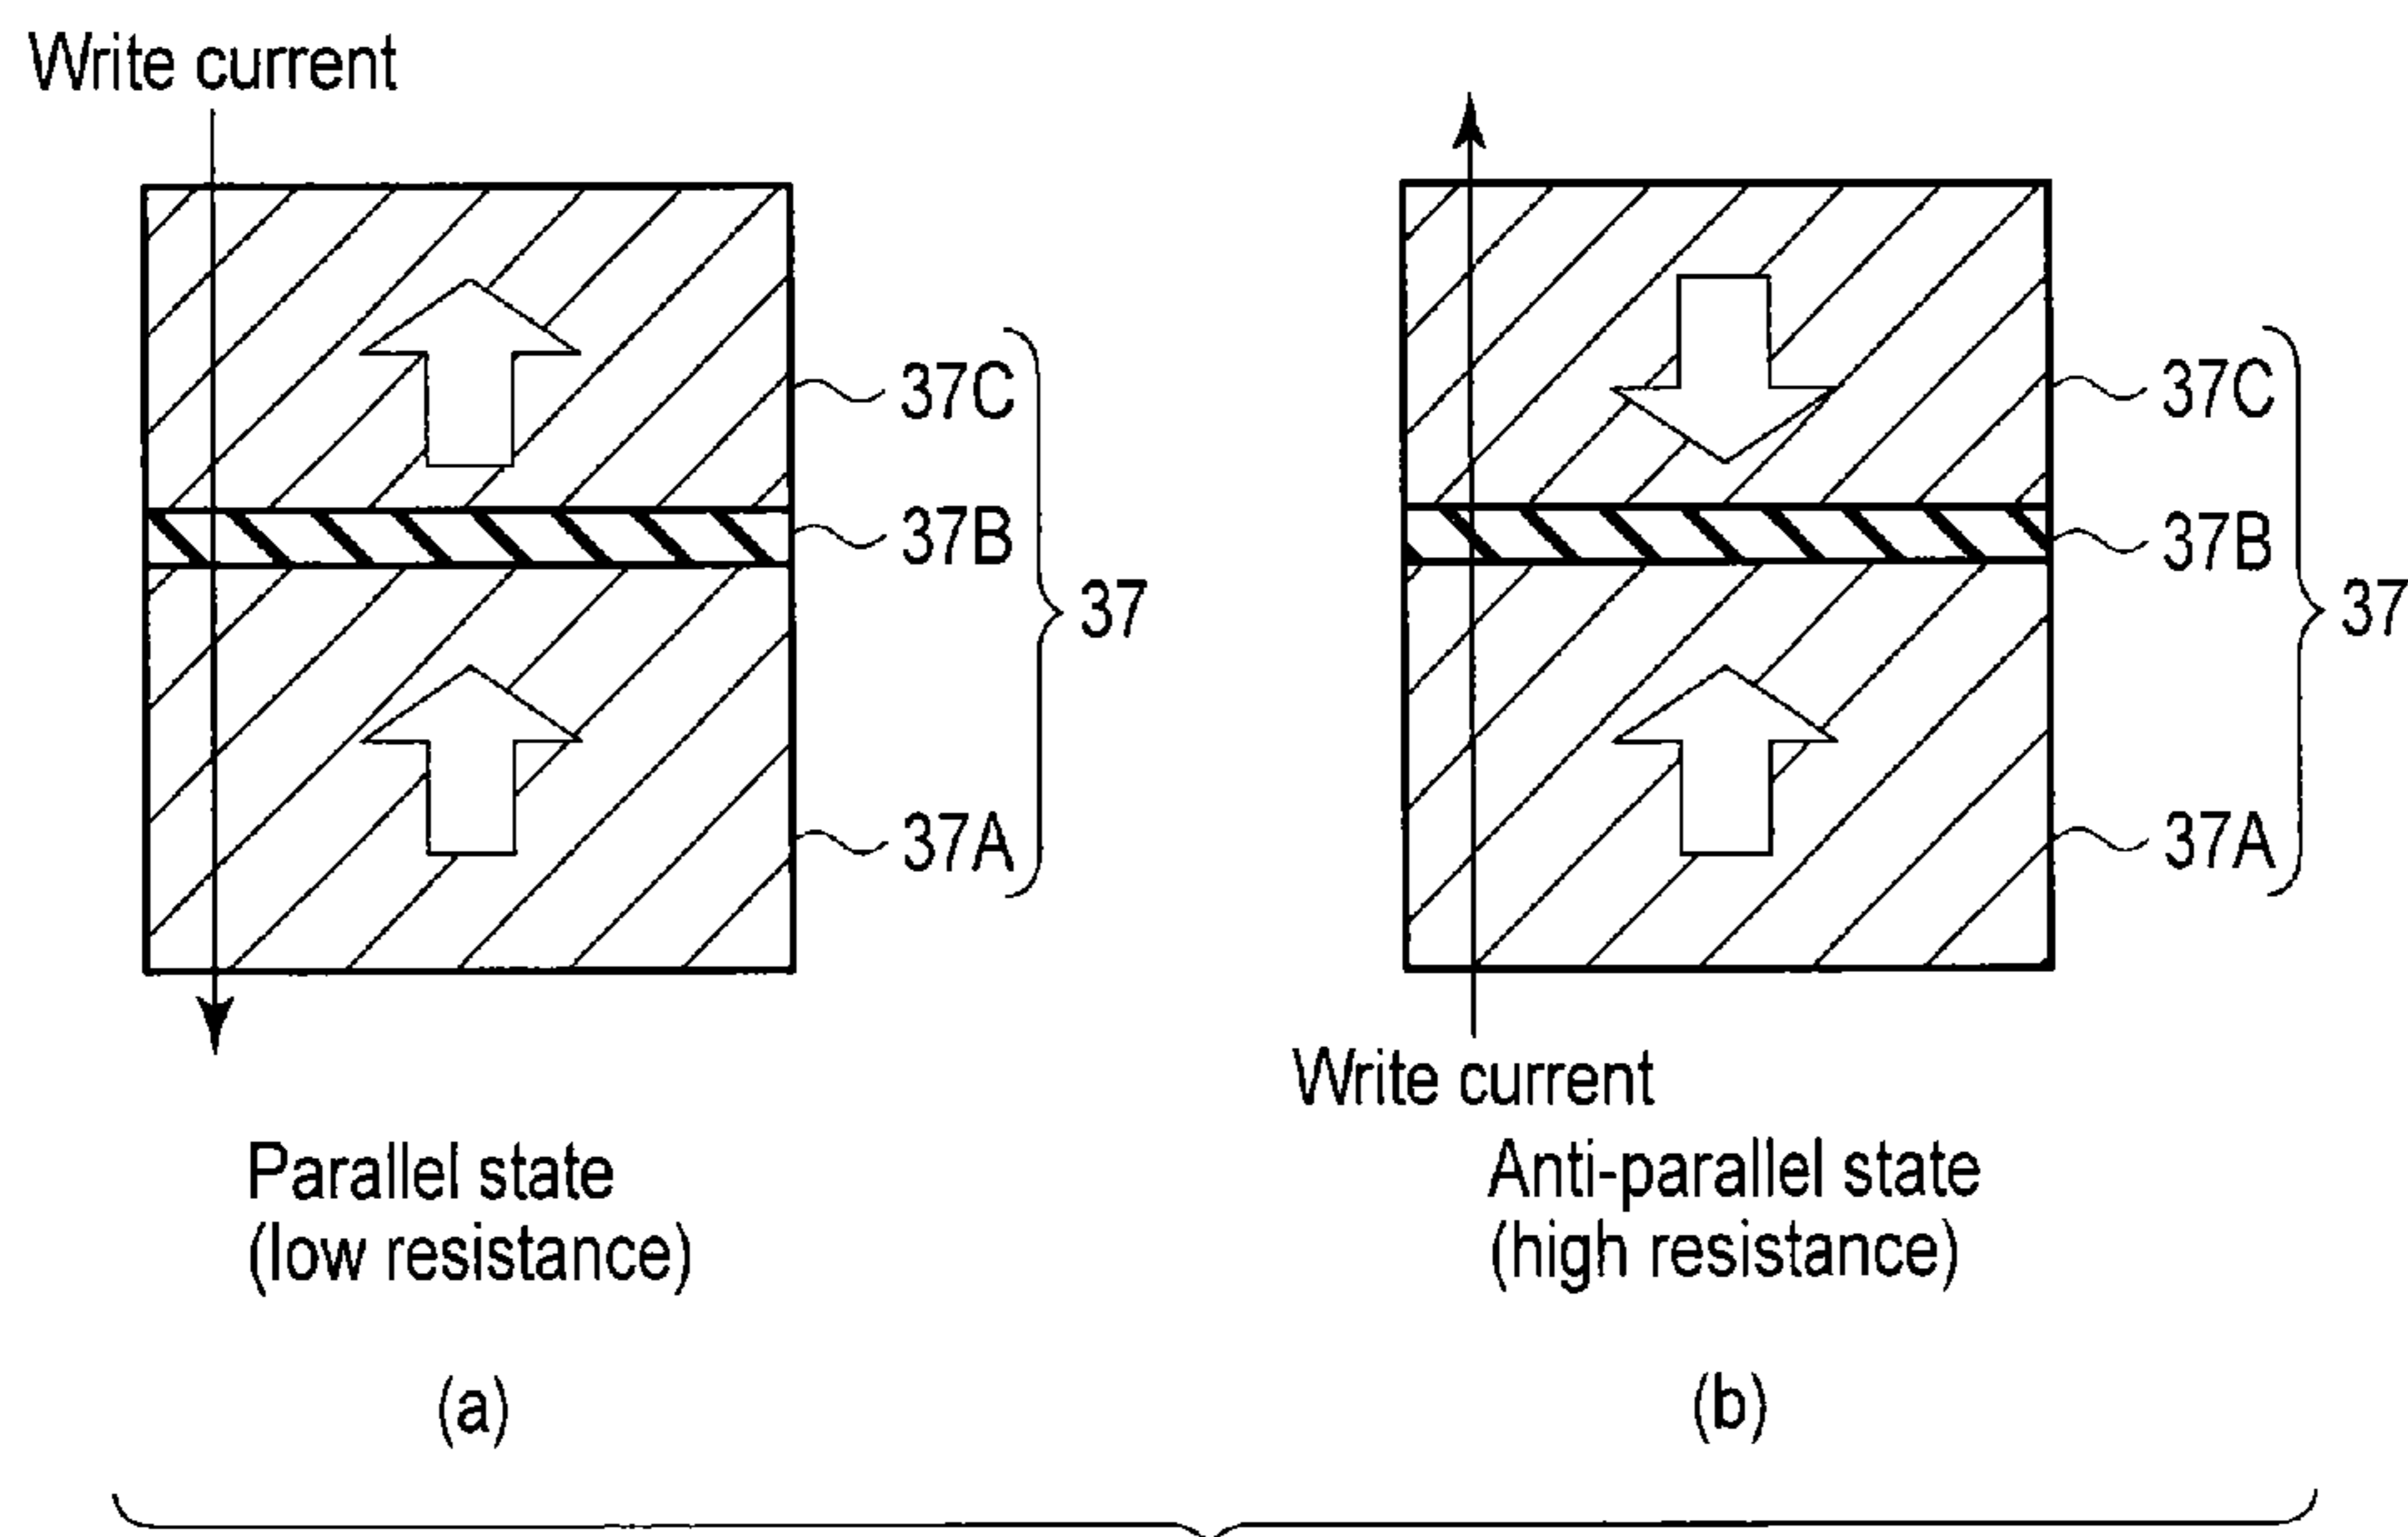 Write current
37C
37B
37
37A
Parallel state
(low resistance)
(a)
37C
37B
37
37A
Write current
Anti-parallel state
(high resistance)
(b)